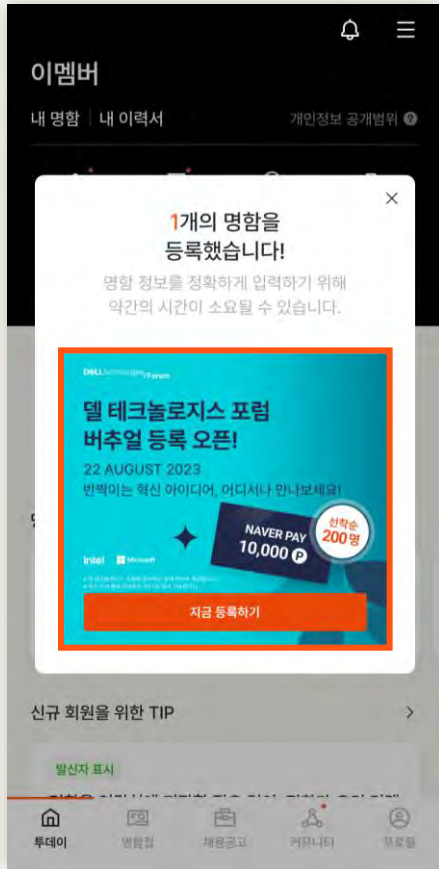 이멤버
내 명함 | 내 이력서
개인정보 공개범위
1개의 명함을
등록했습니다!
명함 정보를 정확하게 입력하기 위해
약간의 시간이 소요될 수 있습니다.
DELL Technologies Forum
델 테크놀로지스 포럼
버추얼 등록 오픈!
22 AUGUST 2023
반짝이는 혁신 아이디어, 어디서나 만나보세요!
선착순
200명
NAVER PAY
10,000 P
intel Microsoft
지금 등록하기
신규 회원을 위한 TIP
발신자 표시
투데이
명함첩
채용공고
커뮤니티
프로필